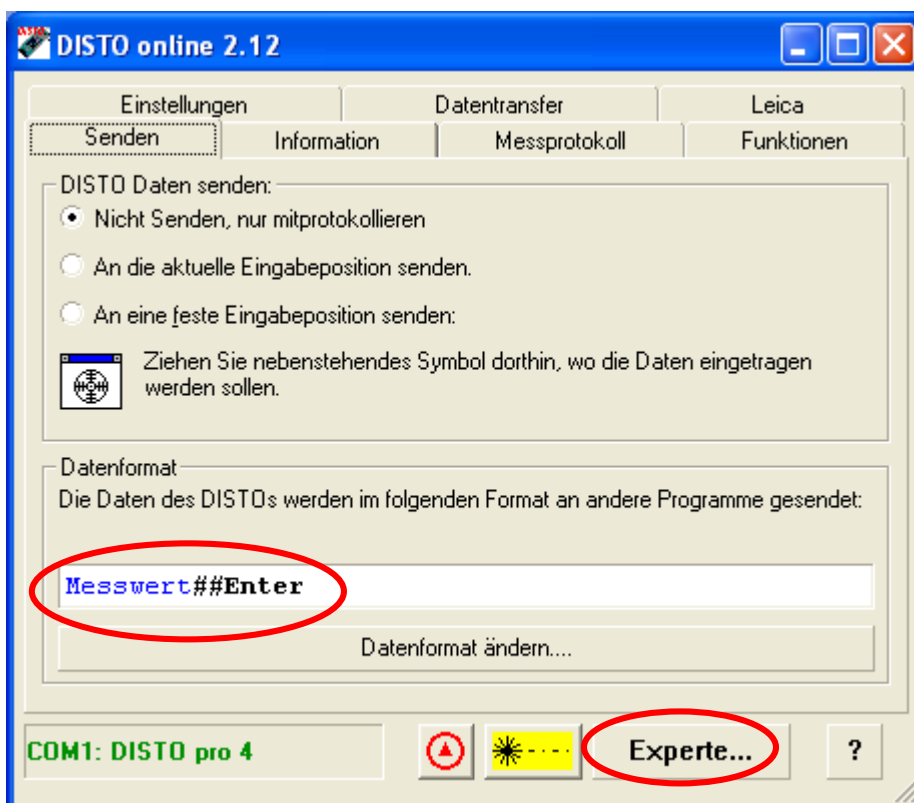 DISTO online 2.12
Einstellungen Datentransfer Leica
Senden Information Messprotokoll Funktionen
DISTO Daten senden:
Nicht Senden, nur mitprotokollieren
An die aktuelle Eingabeposition senden.
An eine feste Eingabeposition senden:
Ziehen Sie nebenstehendes Symbol dorthin, wo die Daten eingetragen
werden sollen.
Datenformat
Die Daten des DISTOs werden im folgenden Format an andere Programme gesendet:
Messwert##Enter
Datenformat ändern....
COM1: DISTO pro 4 Experte... ?